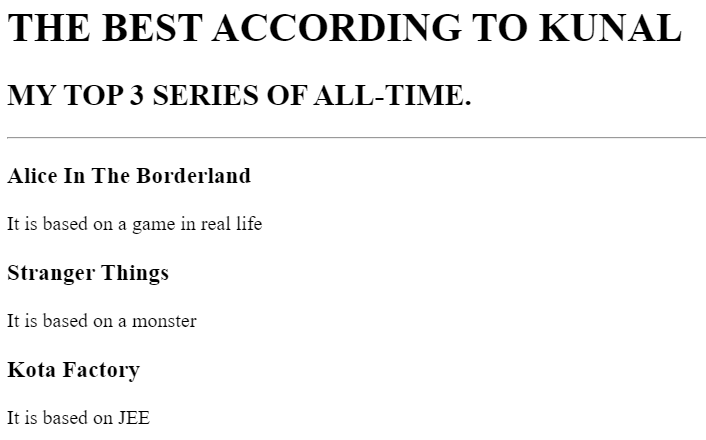 THE BEST ACCORDING TO KUNAL
MY TOP 3 SERIES OF ALL-TIME.
Alice In The Borderland
It is based on a game in real life
Stranger Things
It is based on a monster
Kota Factory
It is based on JEE